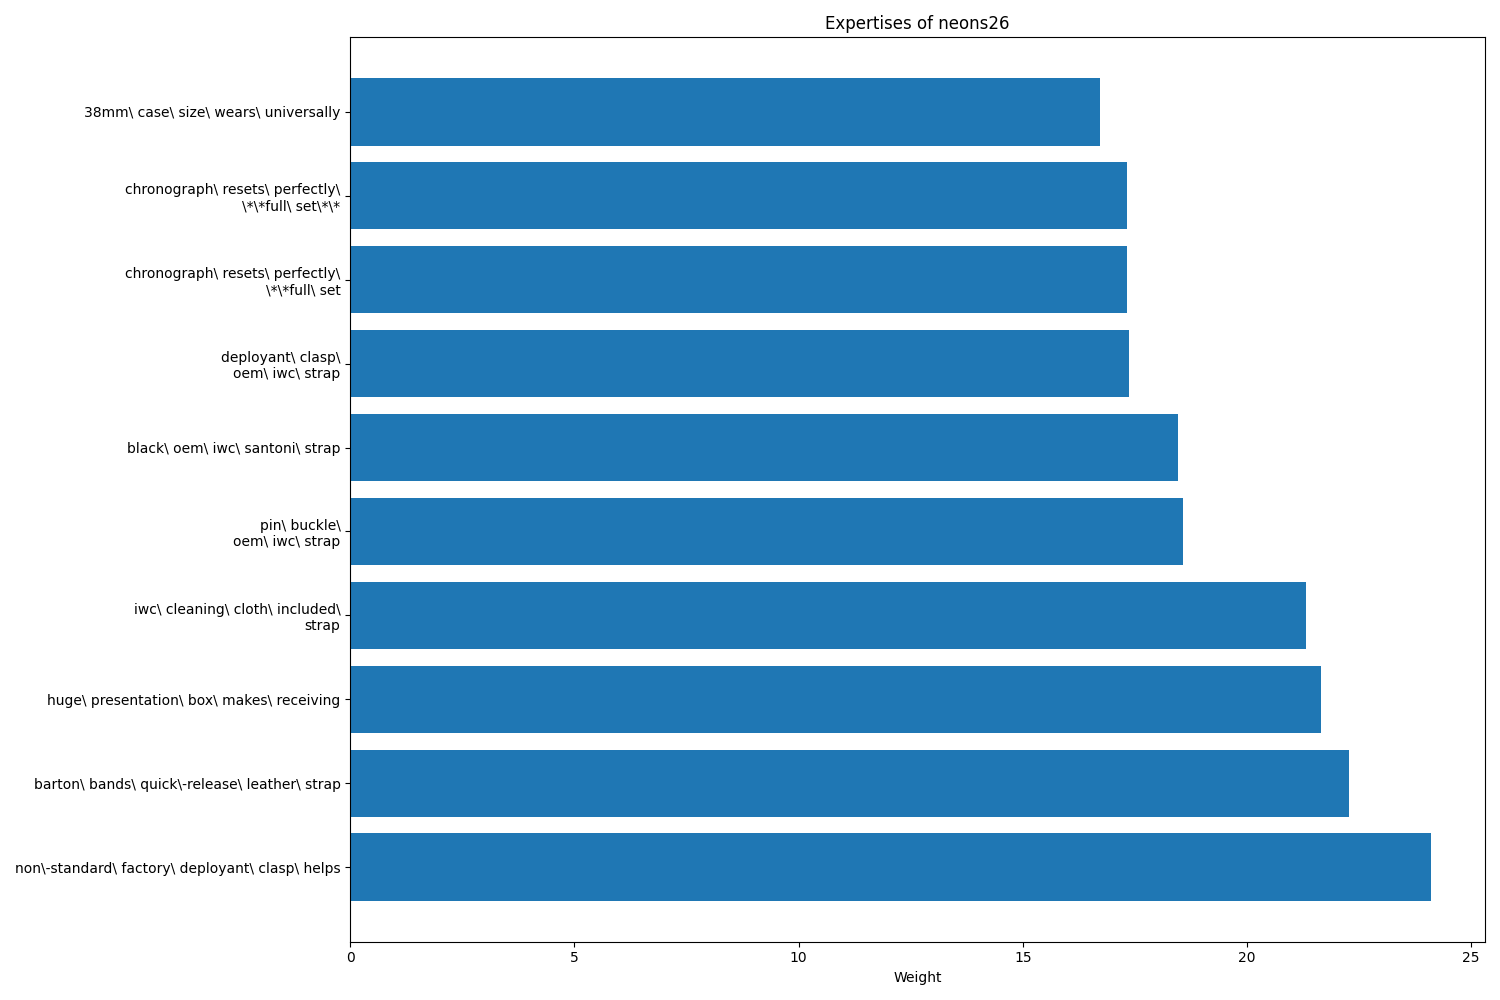 Expertises of neons26
38mm\ case\ size\ wears\ universally
chronograph\ resets\ perfectly\
\*\*full\ set\*\*
chronograph\ resets\ perfectly\
\*\*full\ set
deployant\ clasp\
oem\ iwc\ strap
black\ oem\ iwc\ santoni\ strap
pin\ buckle\
oem\ iwc\ strap
iwc\ cleaning\ cloth\ included\
strap
huge\ presentation\ box\ makes\ receiving
barton\ bands\ quick\-release\ leather\ strap
non\-standard\ factory\ deployant\ clasp\ helps
0 5 10 15 20 25
Weight